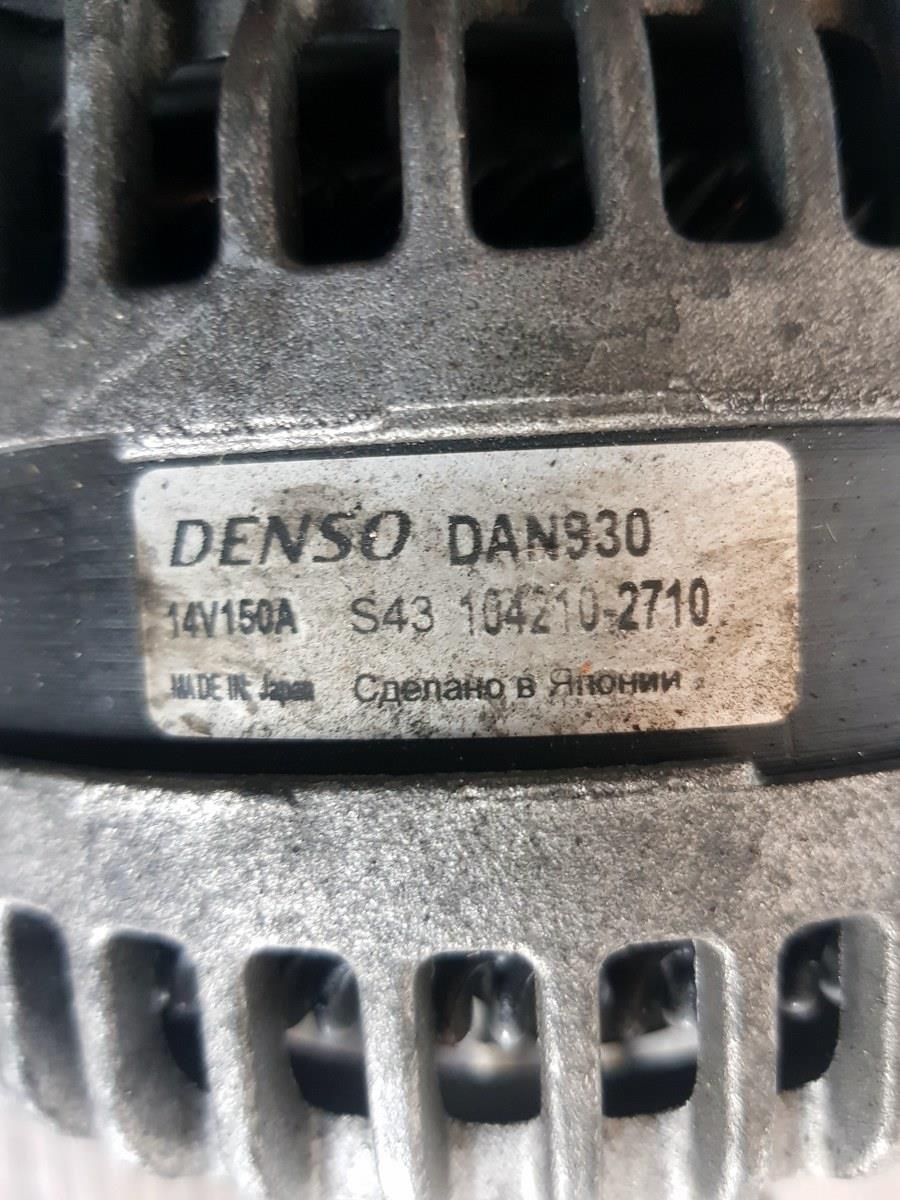 DENSO DAN930
14V150A S43 104210-2710
MADE IN: Japan Сделано в Японии